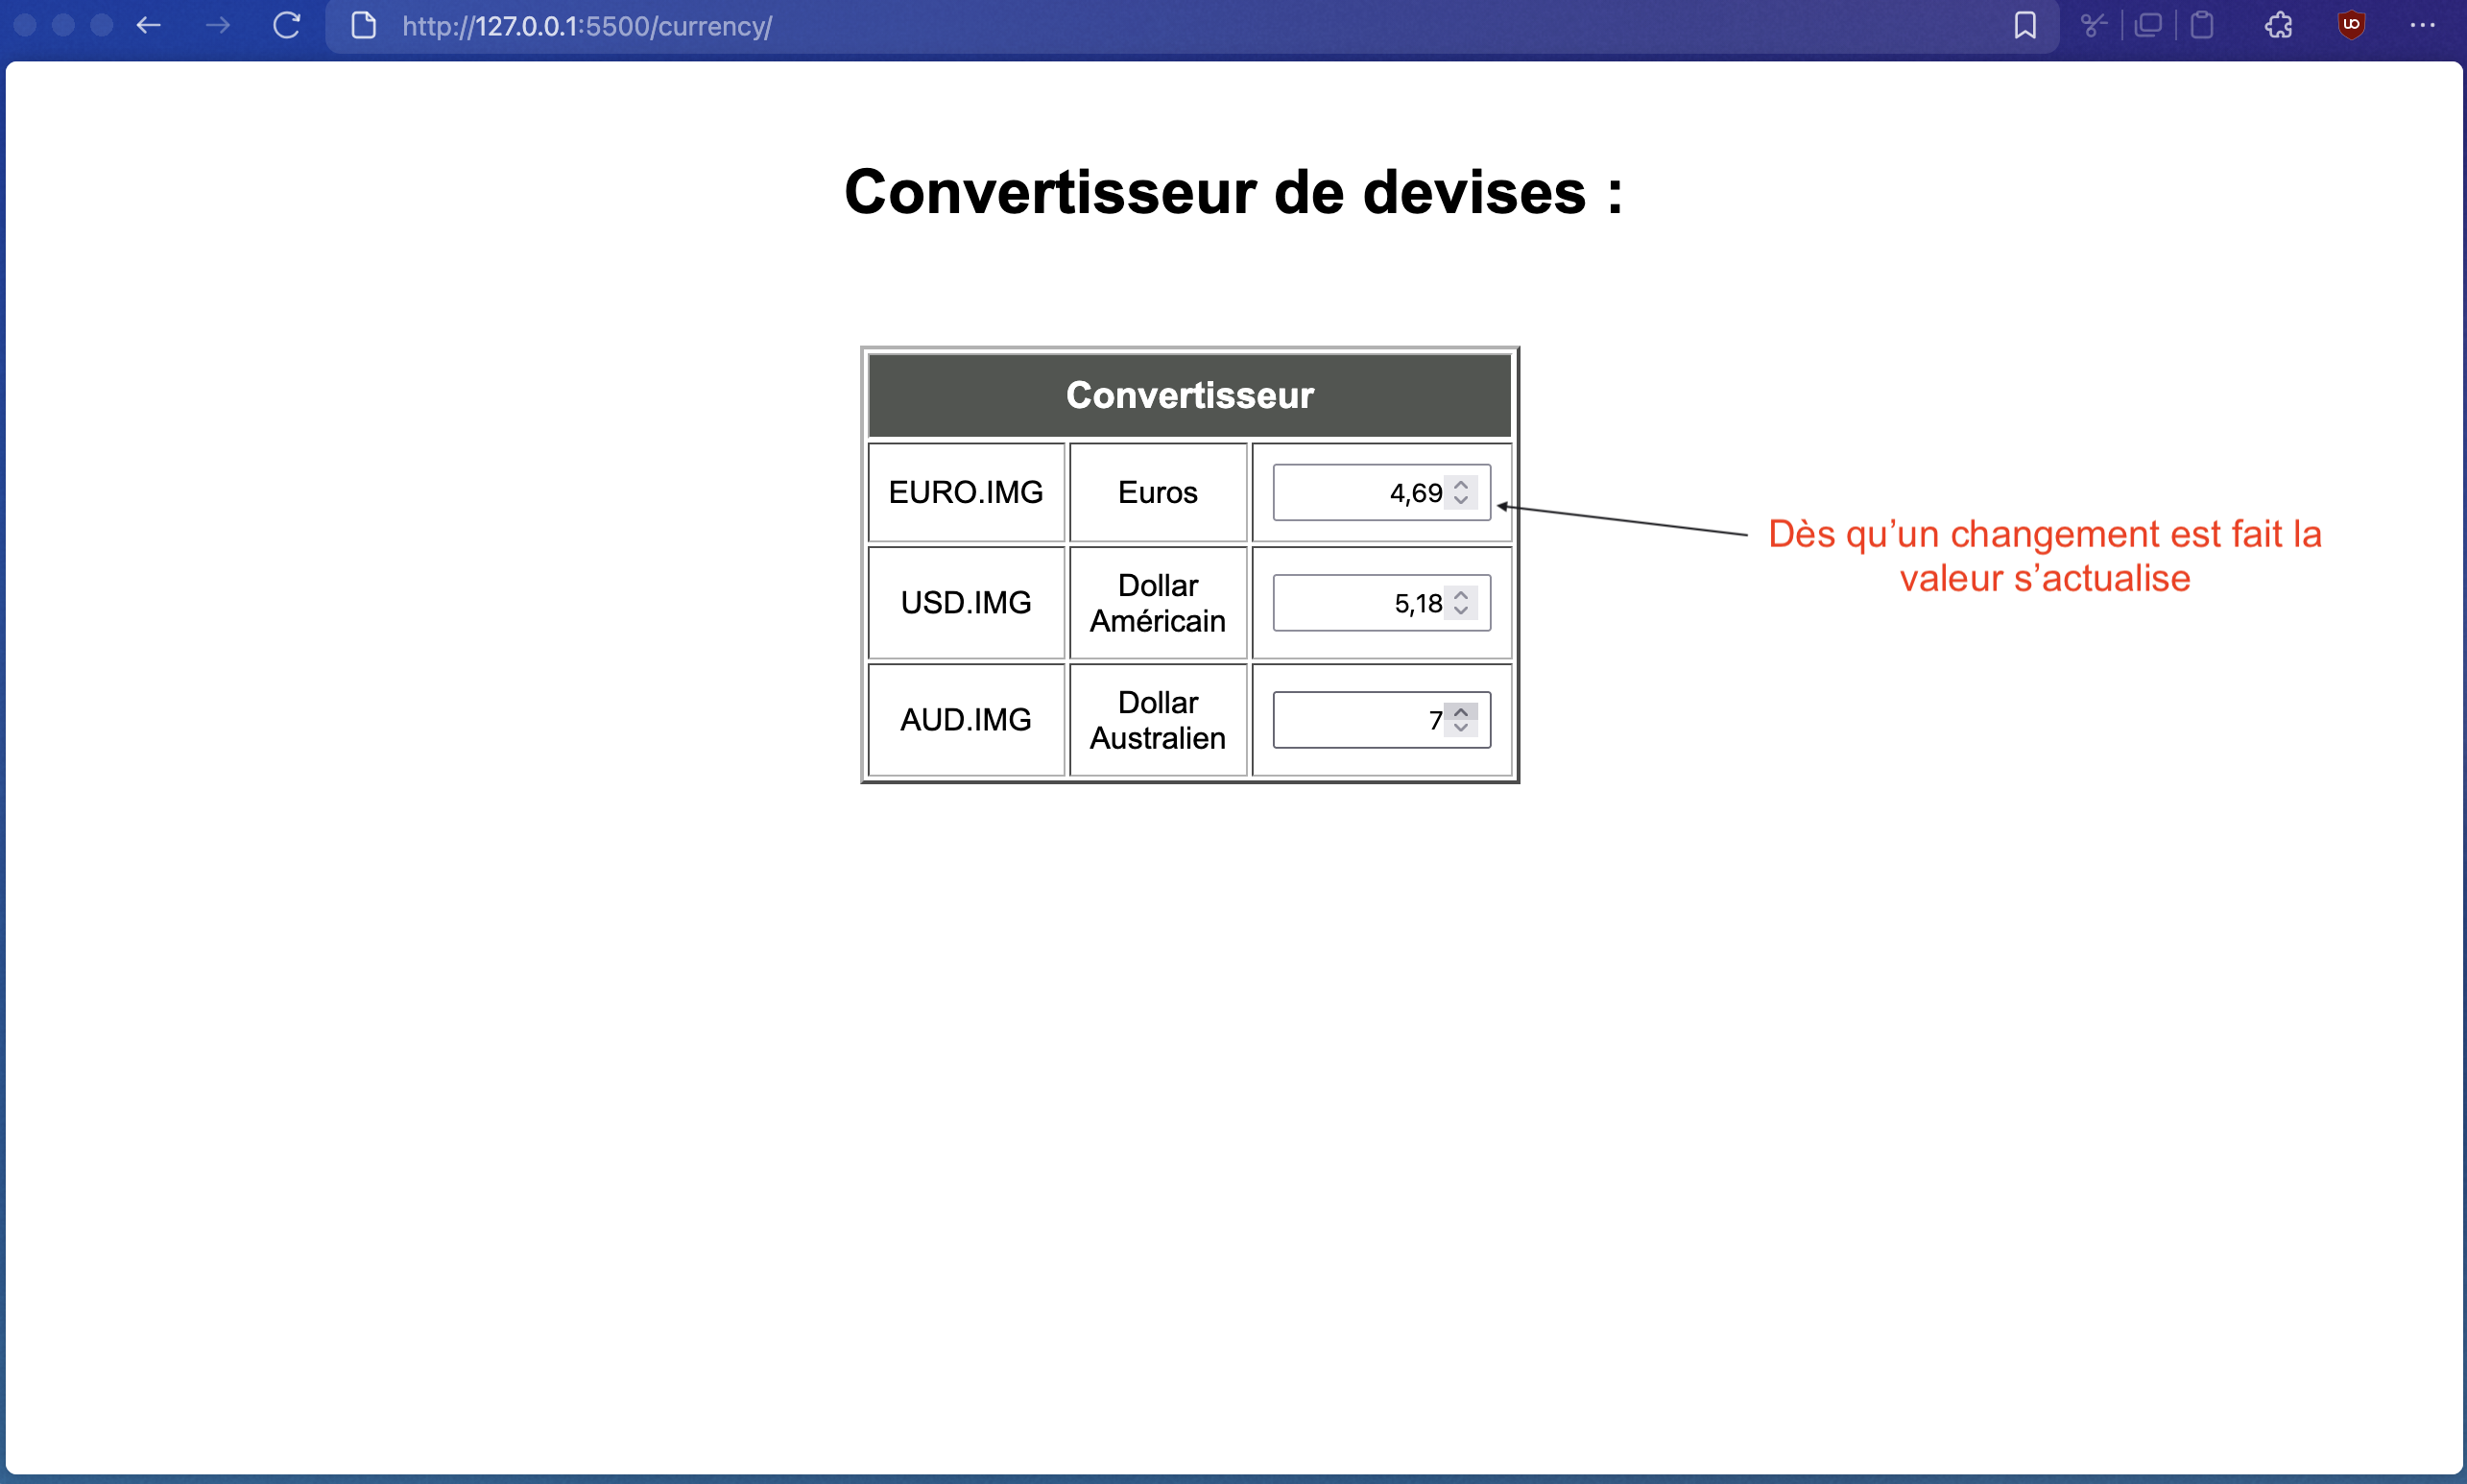 http://127.0.0.1:5500/currency/
Convertisseur de devises :
Convertisseur
EURO.IMG
Euros
4,69
Dès qu’un changement est fait la
valeur s’actualise
USD.IMG
Dollar
Américain
5,18
AUD.IMG
Dollar
Australien
7